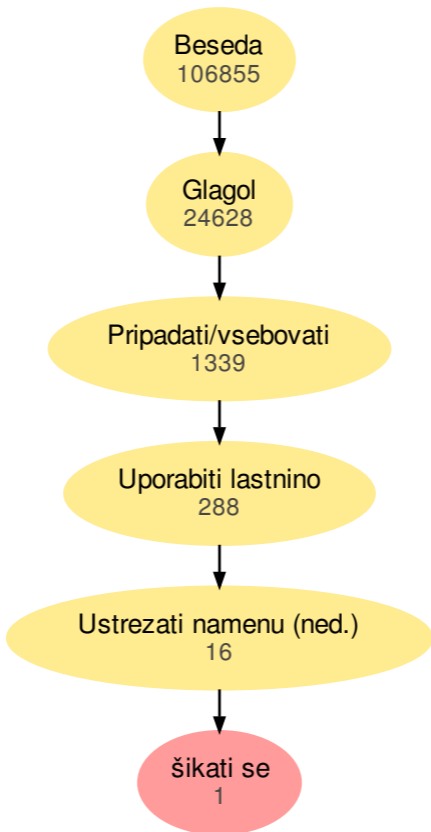 Beseda
106855
Glagol
24628
Pripadati/vsebovati
1339
Uporabiti lastnino
288
Ustrezati namenu (ned.)
16
šikati se
1